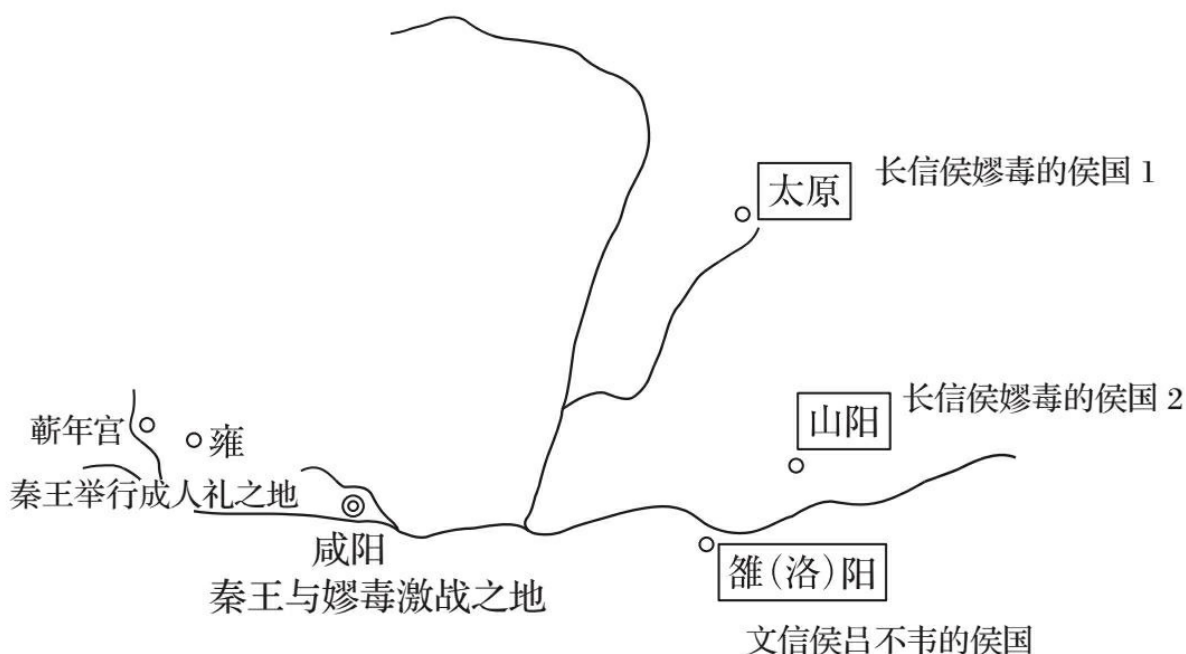 太原
长信侯嫪毐的侯国 1
山阳
长信侯嫪毐的侯国 2
蕲年宫
雍
秦王举行成人礼之地
咸阳
秦王与嫪毐激战之地
雒（洛）阳
文信侯吕不韦的侯国